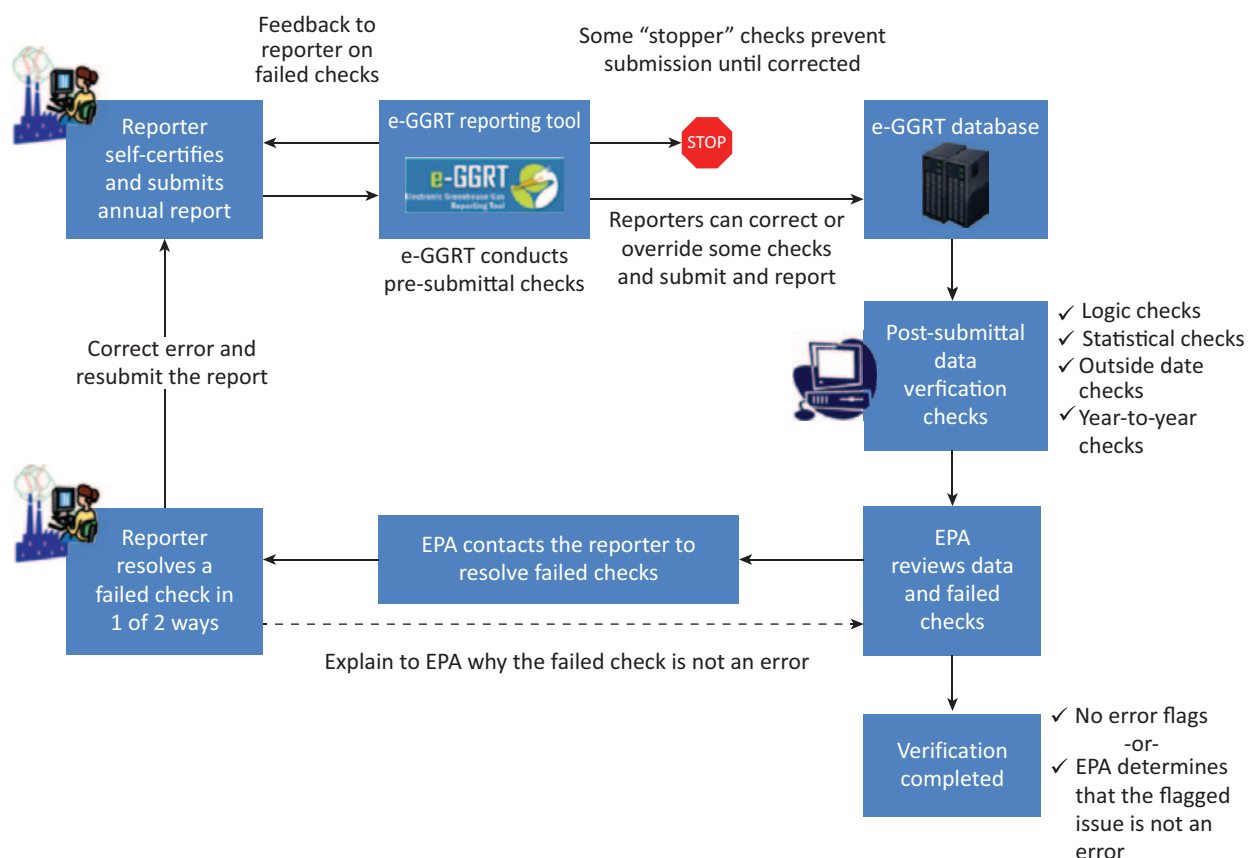 Feedback to
reporter on
failed checks
Some “stopper” checks prevent
submission until corrected
Reporter
self-certifies
and submits
annual report
e-GGRT reporting tool
e-GGRT
Electronic Greenhouse Gas
Reporting Tool
e-GGRT conducts
pre-submittal checks
STOP
Reporters can correct or
override some checks
and submit and report
e-GGRT database
Post-submittal
data
verfication
checks
✓ Logic checks
✓ Statistical checks
✓ Outside date
checks
✓ Year-to-year
checks
Correct error and
resubmit the report
Reporter
resolves a
failed check in
1 of 2 ways
EPA contacts the reporter to
resolve failed checks
EPA
reviews data
and failed
checks
Explain to EPA why the failed check is not an error
Verification
completed
✓ No error flags
-or-
✓ EPA determines
that the flagged
issue is not an
error